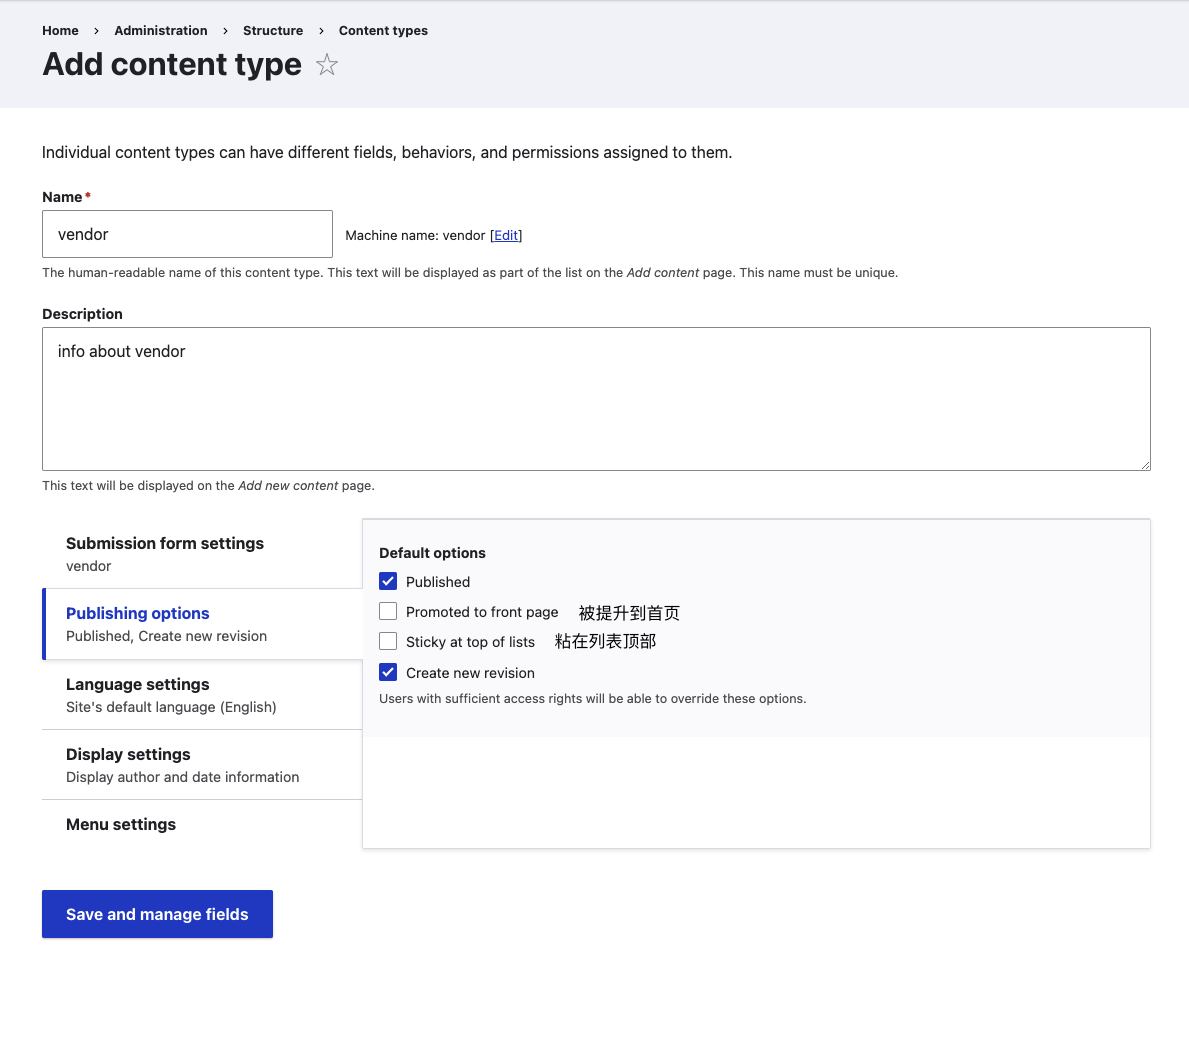 Home › Administration › Structure › Content types
Add content type
Individual content types can have different fields, behaviors, and permissions assigned to them.
Name*
vendor
Machine name: vendor [Edit]
The human-readable name of this content type. This text will be displayed as part of the list on the Add content page. This name must be unique.
Description
info about vendor
This text will be displayed on the Add new content page.
Submission form settings
vendor
Publishing options
Published, Create new revision
Language settings
Site's default language (English)
Display settings
Display author and date information
Menu settings
Default options
Published
Promoted to front page 被提升到首页
Sticky at top of lists 粘在列表顶部
Create new revision
Users with sufficient access rights will be able to override these options.
Save and manage fields